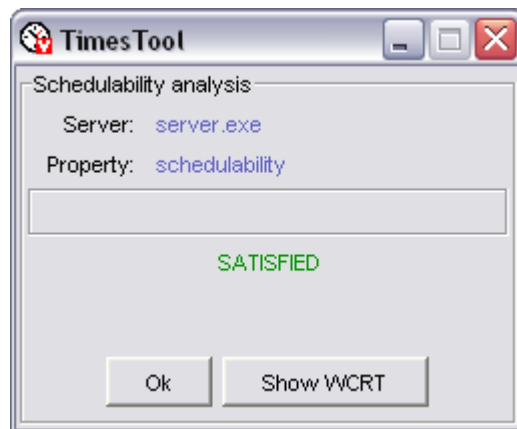 TimesTool
Schedulability analysis
Server: server.exe
Property: schedulability
SATISFIED
Ok Show WCRT